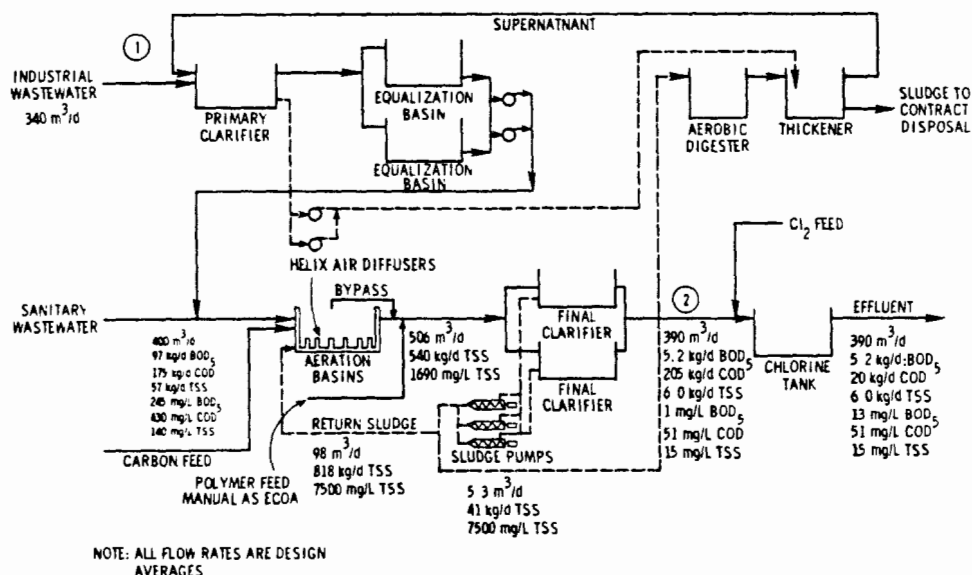 SUPERNATNANT
1
INDUSTRIAL
WASTEWATER
340 m³/d
PRIMARY
CLARIFIER
EQUALIZATION
BASIN
EQUALIZATION
BASIN
AEROBIC
DIGESTER
THICKENER
SLUDGE TO
CONTRACT
DISPOSAL
HELIX AIR DIFFUSERS
BYPASS
Cl₂ FEED
SANITARY
WASTEWATER
400 m³/d
97 kg/d BOD₅
175 kg/d COD
57 kg/d TSS
245 mg/L BOD₅
430 mg/L COD
140 mg/L TSS
CARBON FEED
AERATION
BASINS
506 m³/d
540 kg/d TSS
1690 mg/L TSS
FINAL
CLARIFIER
FINAL
CLARIFIER
2
390 m³/d
5.2 kg/d BOD₅
205 kg/d COD
6 0 kg/d TSS
1 mg/L BOD₅
51 mg/L COD
15 mg/L TSS
CHLORINE
TANK
EFFLUENT
390 m³/d
5 2 kg/d:BOD₅
20 kg/d COD
6 0 kg/d TSS
13 mg/L BOD₅
51 mg/L COD
15 mg/L TSS
RETURN SLUDGE
98 m³/d
818 kg/d TSS
7500 mg/L TSS
SLUDGE PUMPS
POLYMER FEED
MANUAL AS ECOA
5 3 m³/d
41 kg/d TSS
7500 mg/L TSS
NOTE: ALL FLOW RATES ARE DESIGN
AVERAGES